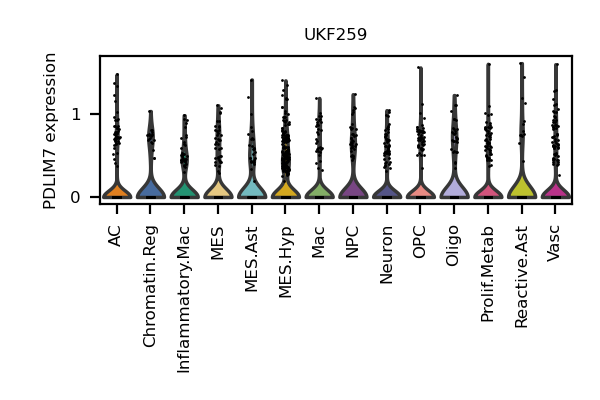 UKF259
PDLIM7 expression
1
0
AC
Chromatin.Reg
Inflammatory.Mac
MES
MES.Ast
MES.Hyp
Mac
NPC
Neuron
OPC
Oligo
Prolif.Metab
Reactive.Ast
Vasc